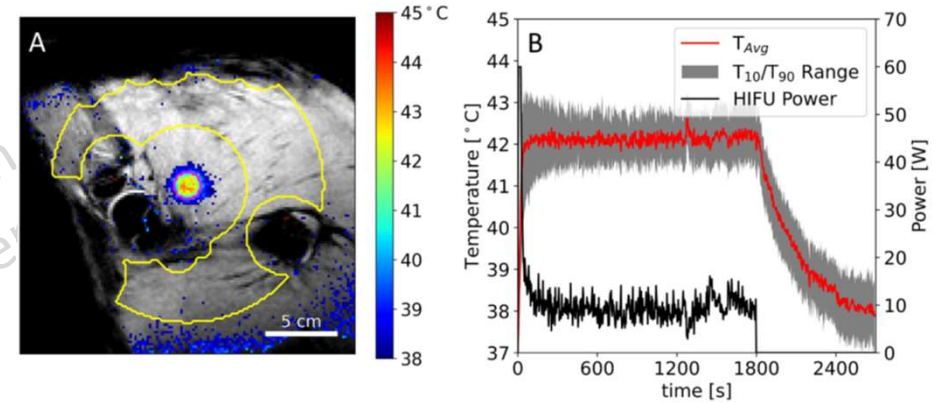 A
5 cm
45°C
44
43
42
41
40
39
38
B
T_Avg
T_10/T_90 Range
HIFU Power
Temperature [°C]
45
44
43
42
41
40
39
38
37
Power [W]
70
60
50
40
30
20
10
0
0 600 1200 1800 2400
time [s]